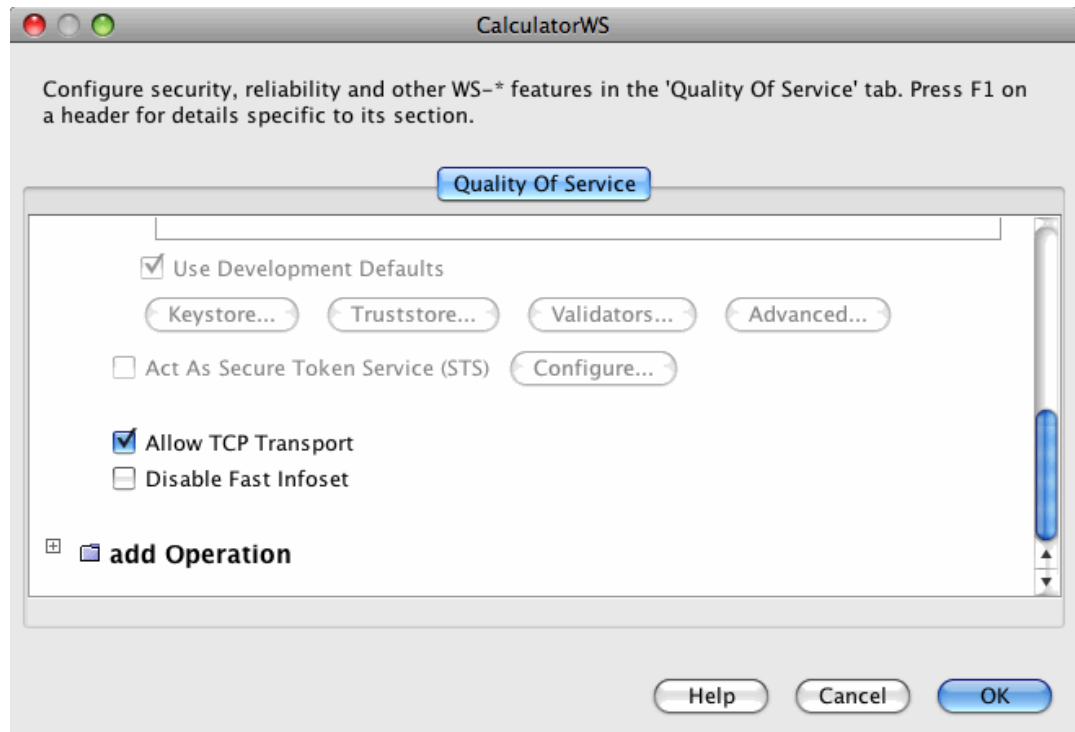 CalculatorWS
Configure security, reliability and other WS-* features in the 'Quality Of Service' tab. Press F1 on
a header for details specific to its section.
Quality Of Service
Use Development Defaults
Keystore... Truststore... Validators... Advanced...
Act As Secure Token Service (STS) Configure...
Allow TCP Transport
Disable Fast Infoset
add Operation
Help Cancel OK